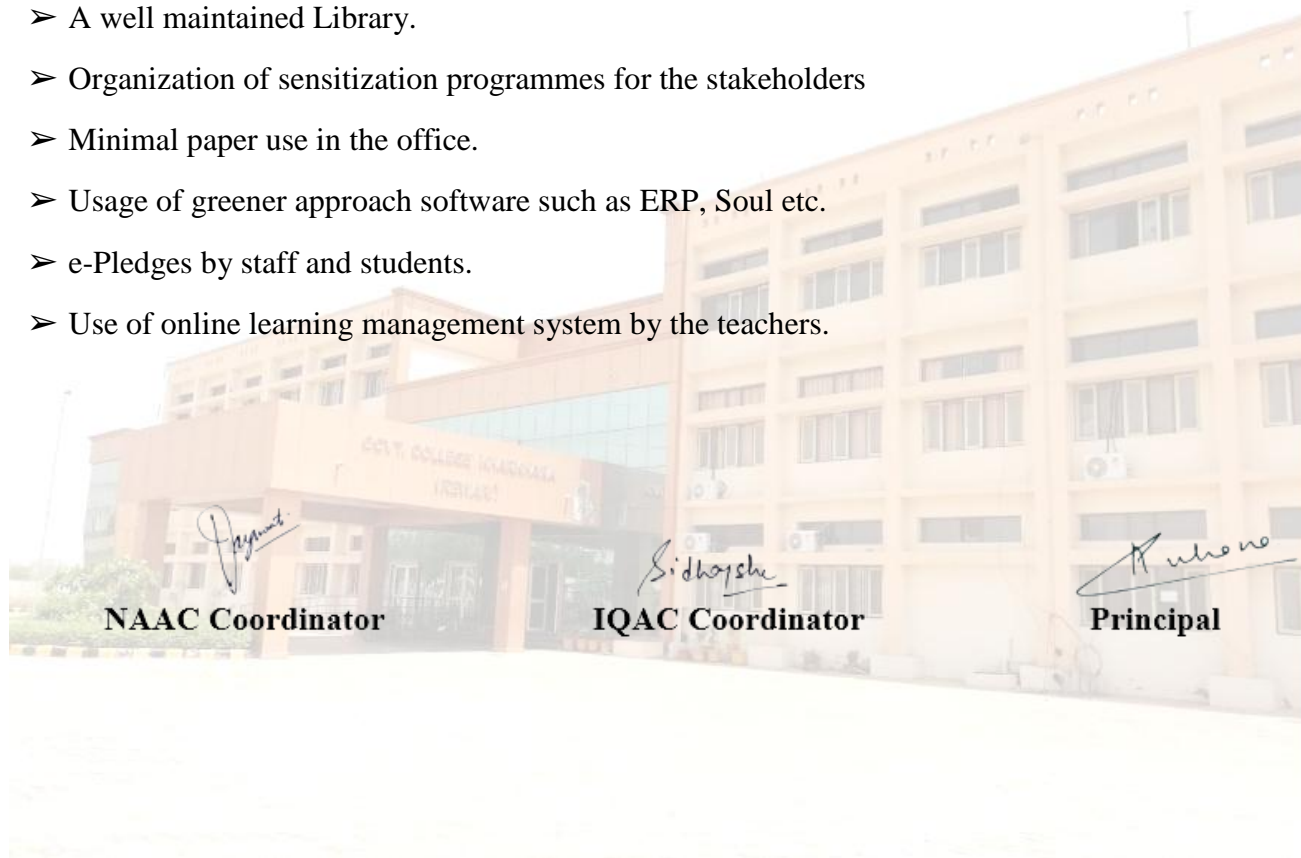 ➢ A well maintained Library.
➢ Organization of sensitization programmes for the stakeholders
➢ Minimal paper use in the office.
➢ Usage of greener approach software such as ERP, Soul etc.
➢ e-Pledges by staff and students.
➢ Use of online learning management system by the teachers.
GOVT. COLLEGE
NAAC Coordinator IQAC Coordinator Principal